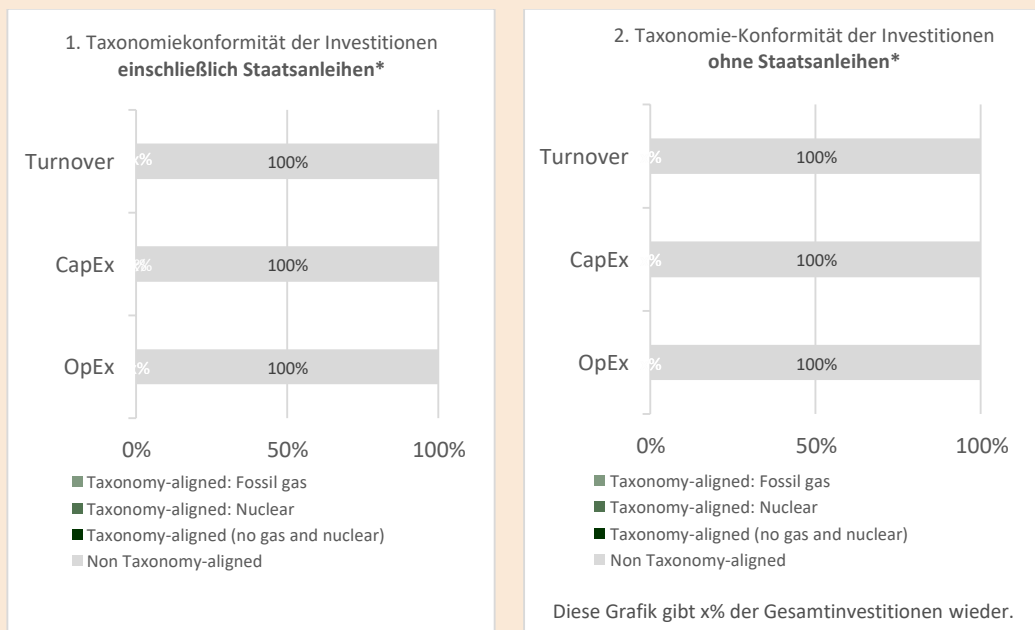 1. Taxonomiekonformität der Investitionen
einschließlich Staatsanleihen*
Turnover
100%
CapEx
100%
OpEx
100%
0% 50% 100%
Taxonomy-aligned: Fossil gas
Taxonomy-aligned: Nuclear
Taxonomy-aligned (no gas and nuclear)
Non Taxonomy-aligned
2. Taxonomie-Konformität der Investitionen
ohne Staatsanleihen*
Turnover
% 100%
CapEx
% 100%
OpEx
% 100%
0% 50% 100%
Taxonomy-aligned: Fossil gas
Taxonomy-aligned: Nuclear
Taxonomy-aligned (no gas and nuclear)
Non Taxonomy-aligned
Diese Grafik gibt x% der Gesamtinvestitionen wieder.